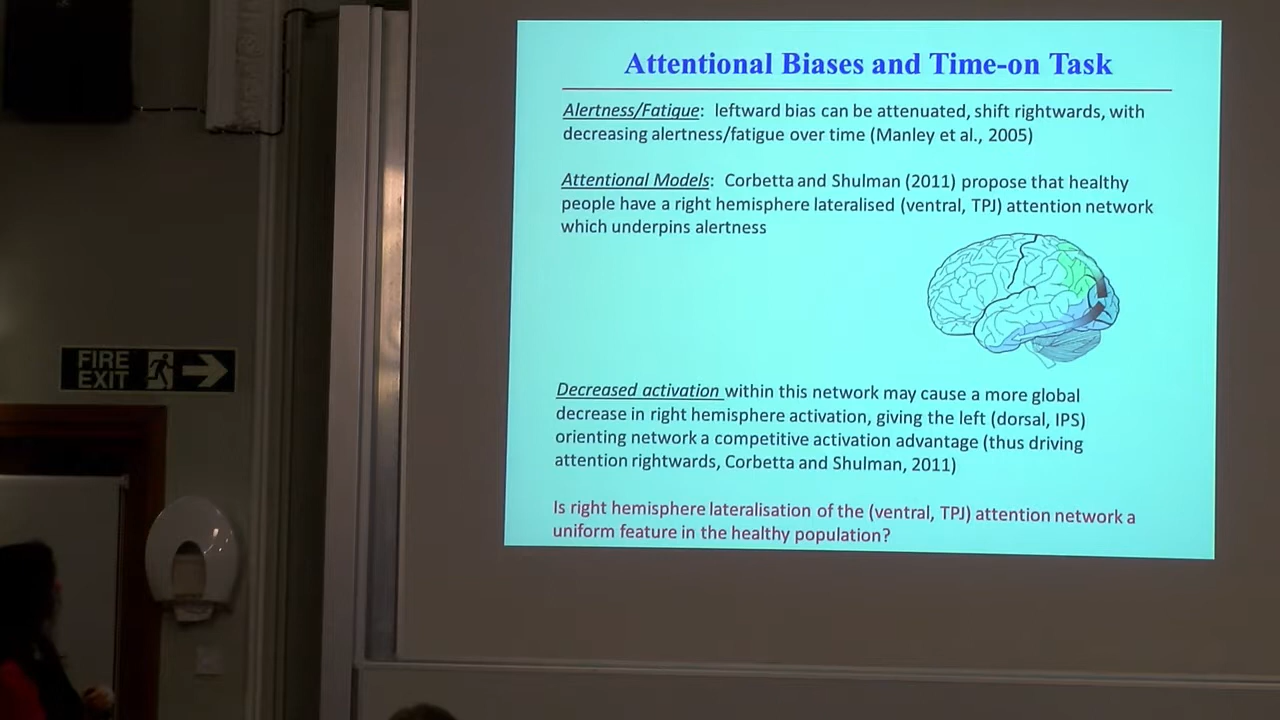 Attentional Biases and Time-on Task
Alertness/Fatigue: leftward bias can be attenuated, shift rightwards, with
decreasing alertness/fatigue over time (Manley et al., 2005)
Attentional Models: Corbetta and Shulman (2011) propose that healthy
people have a right hemisphere lateralised (ventral, TPJ) attention network
which underpins alertness
Decreased activation within this network may cause a more global
decrease in right hemisphere activation, giving the left (dorsal, IPS)
orienting network a competitive activation advantage (thus driving
attention rightwards, Corbetta and Shulman, 2011)
Is right hemisphere lateralisation of the (ventral, TPJ) attention network a
uniform feature in the healthy population?
FIRE
EXIT